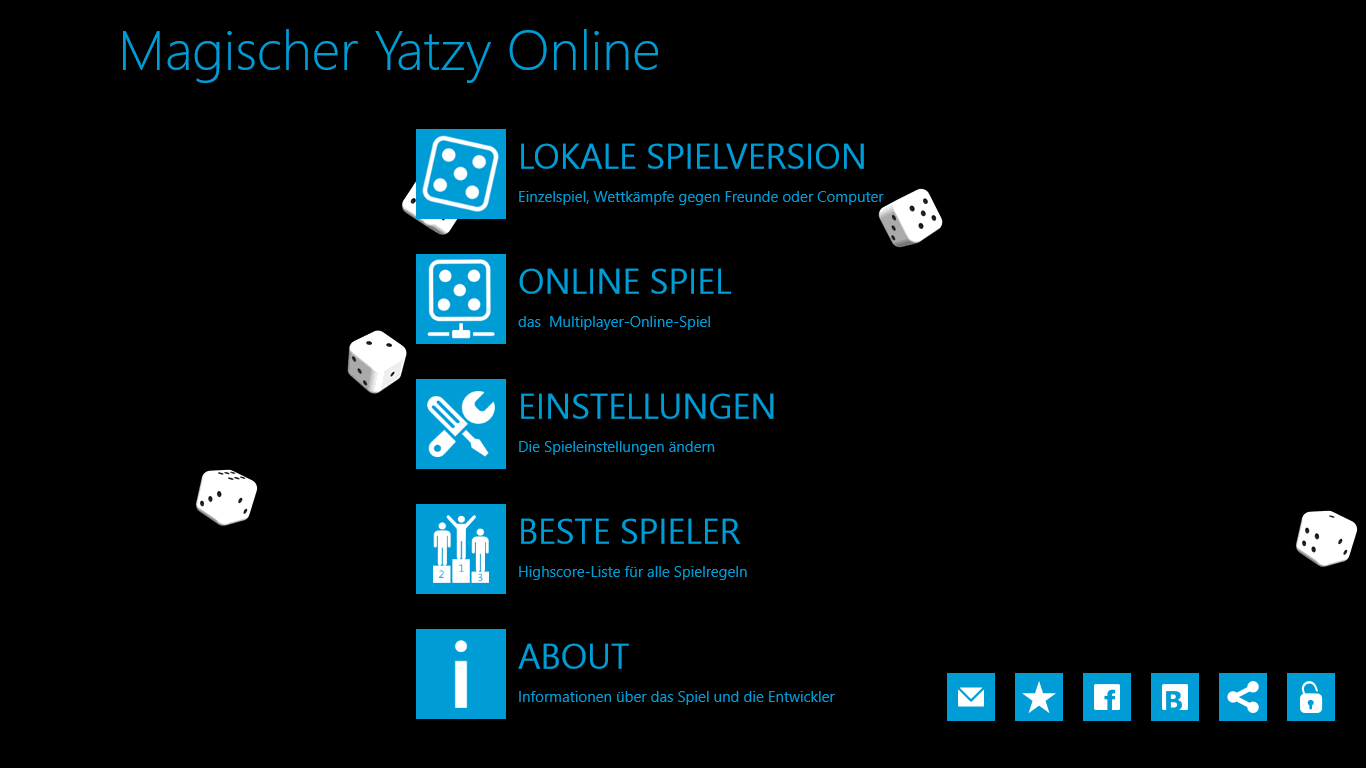 Magischer Yatzy Online
LOKALE SPIELVERSION
Einzelspiel, Wettkämpfe gegen Freunde oder Computer
ONLINE SPIEL
das  Multiplayer-Online-Spiel
EINSTELLUNGEN
Die Spieleinstellungen ändern
BESTE SPIELER
Highscore-Liste für alle Spielregeln
2 1 3
ABOUT
Informationen über das Spiel und die Entwickler